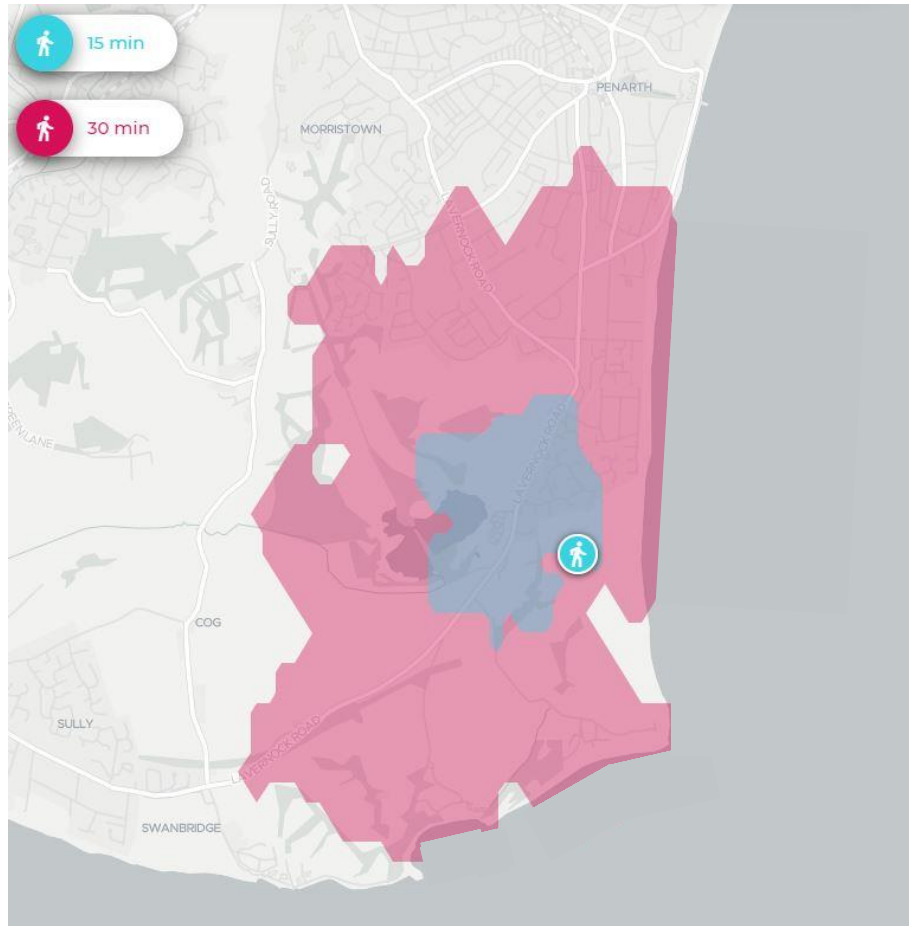 15 min
PENARTH
30 min
MORRISTOWN
SULLY ROAD
LAVERNOCK ROAD
LAVERNOCK ROAD
GREEN LANE
COG
SULLY
LAVERNOCK ROAD
SWANBRIDGE